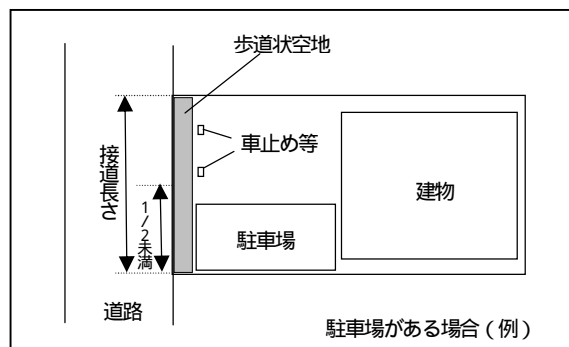 歩道状空地
車止め等
建物
接道長さ
1/2未満
駐車場
道路
駐車場がある場合(例)